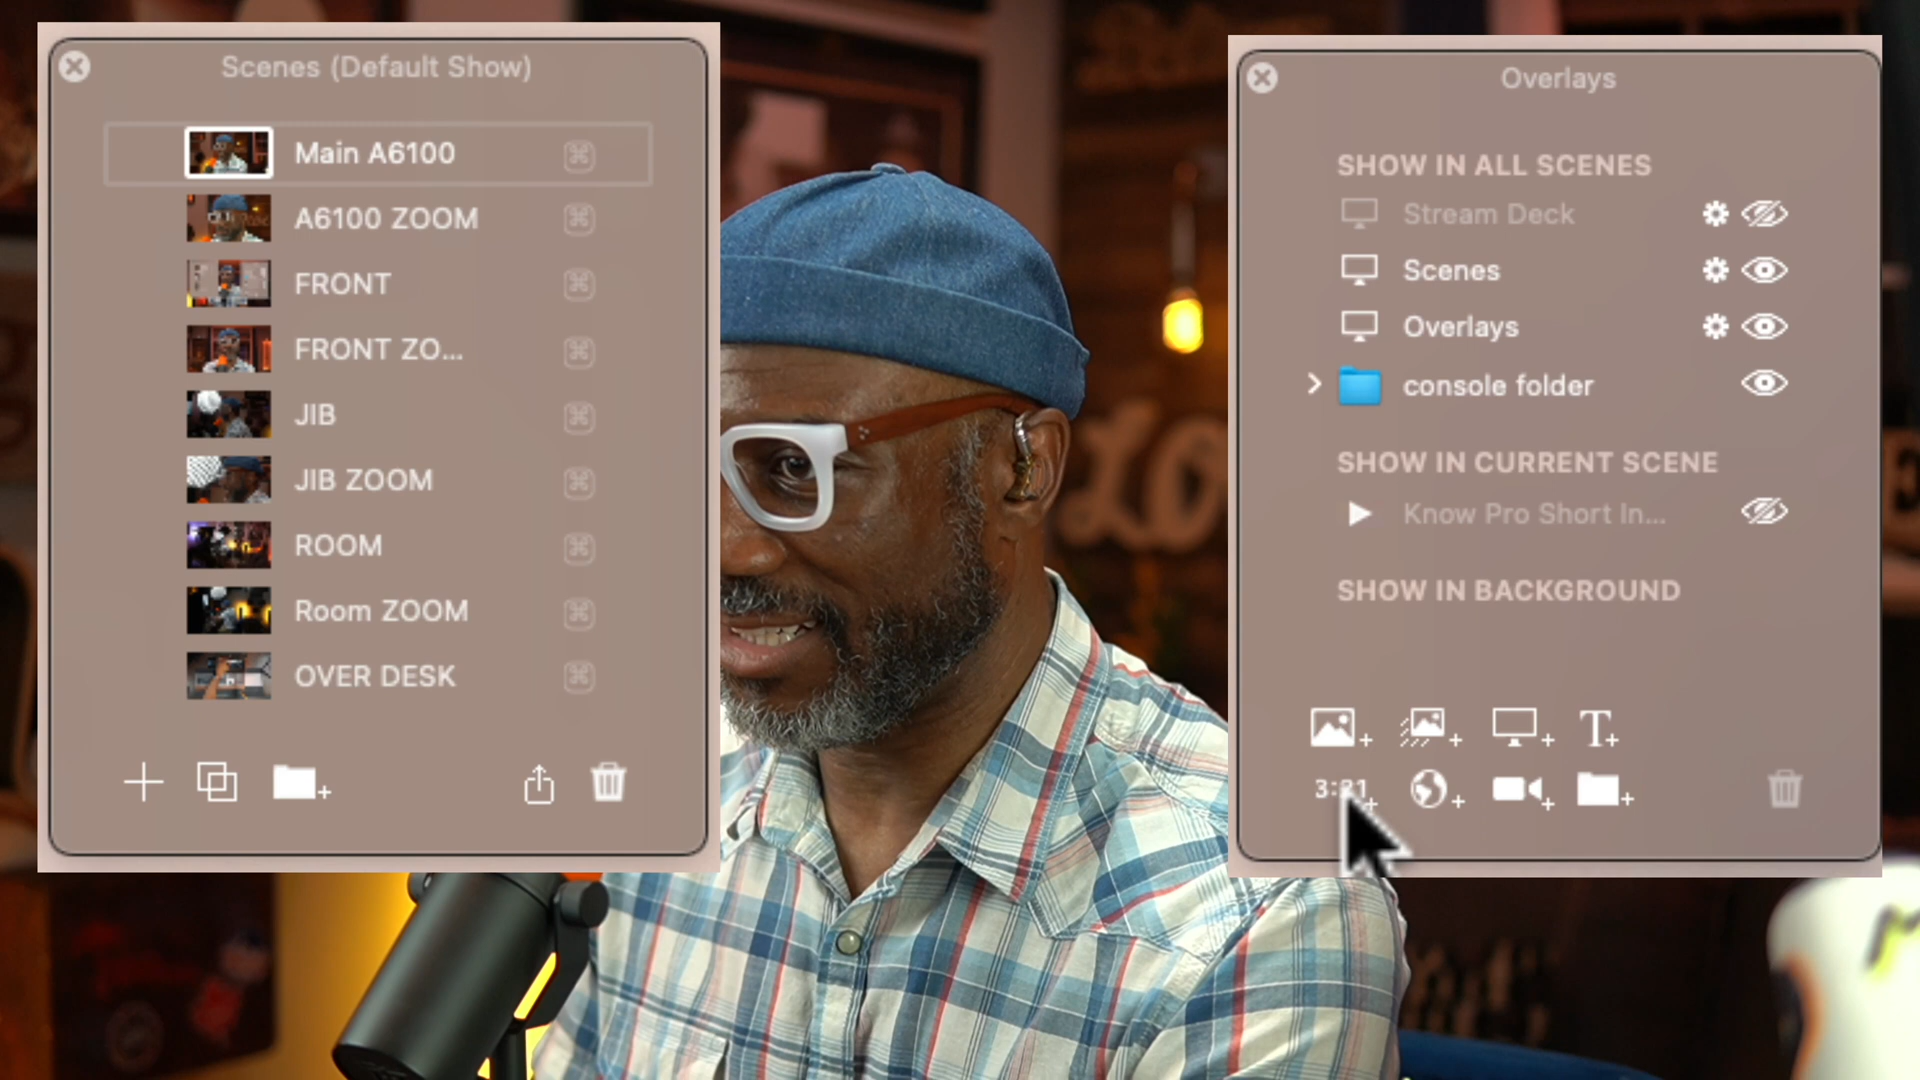 Scenes (Default Show)
Main A6100
A6100 ZOOM
FRONT
FRONT ZO...
JIB
JIB ZOOM
ROOM
Room ZOOM
OVER DESK
Overlays
SHOW IN ALL SCENES
Stream Deck
Scenes
Overlays
console folder
SHOW IN CURRENT SCENE
Know Pro Short In...
SHOW IN BACKGROUND
T+